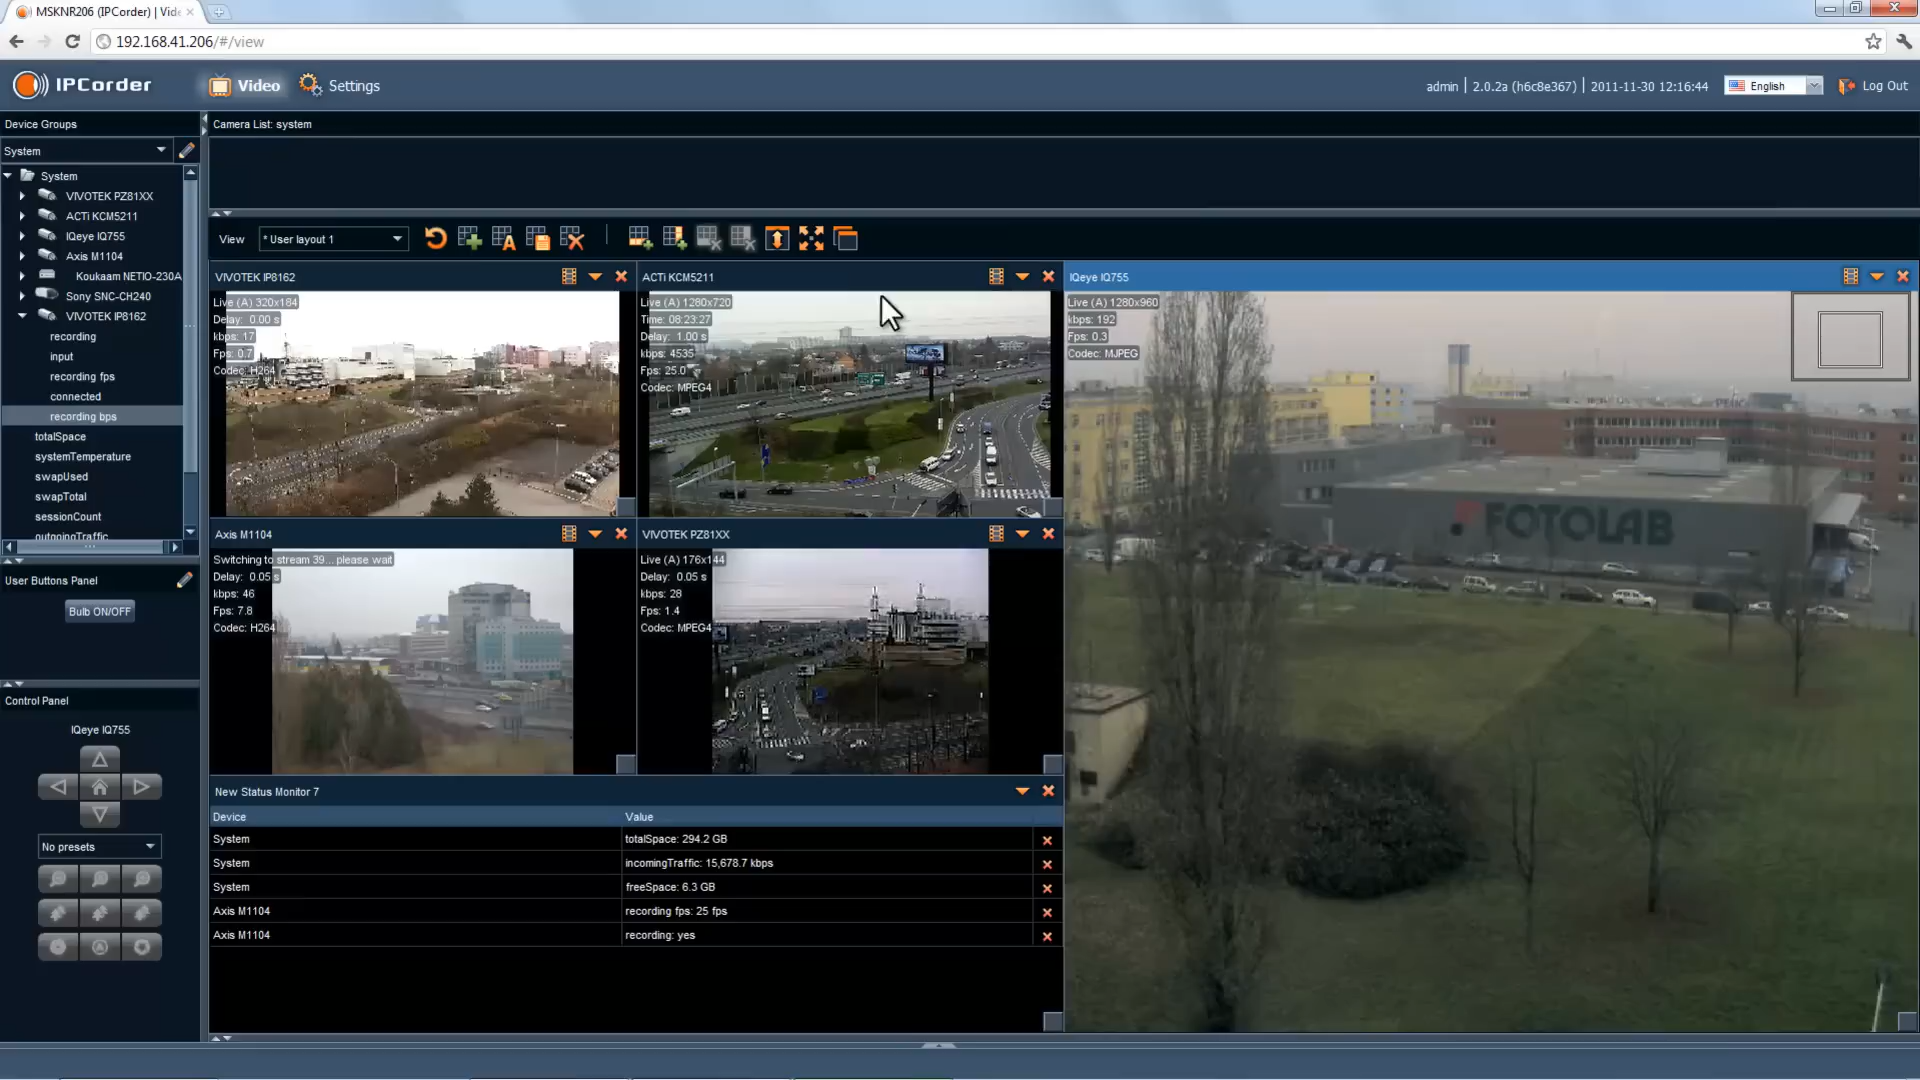 MSKNR206 (IPCorder) | Vide
192.168.41.206/#/view
IPCorder
Video
Settings
admin | 2.0.2a (h6c8e367) | 2011-11-30 12:16:44
English
Log Out
Device Groups
Camera List: system
System
System
VIVOTEK PZ81XX
ACTi KCM5211
IQeye IQ755
Axis M1104
Koukaam NETIO-230A
Sony SNC-CH240
VIVOTEK IP8162
recording
input
recording fps
connected
recording bps
totalSpace
systemTemperature
swapUsed
swapTotal
sessionCount
outgoingTraffic
User Buttons Panel
Bulb ON/OFF
Control Panel
IQeye IQ755
No presets
View
* User layout 1
VIVOTEK IP8162
Live (A) 320x184
Delay: 0.00 s
kbps: 17
Fps: 0.7
Codec: H264
ACTi KCM5211
Live (A) 1280x720
Time: 08:23:27
Delay: 1.00 s
kbps: 4535
Fps: 25.0
Codec: MPEG4
IQeye IQ755
Live (A) 1280x960
kbps: 192
Fps: 0.3
Codec: MJPEG
FOTOLAB
Axis M1104
Switching to stream 39...please wait
Delay: 0.05 s
kbps: 46
Fps: 7.8
Codec: H264
VIVOTEK PZ81XX
Live (A) 176x144
Delay: 0.05 s
kbps: 28
Fps: 1.4
Codec: MPEG4
New Status Monitor 7
Device Value
System totalSpace: 294.2 GB
System incomingTraffic: 15,678.7 kbps
System freeSpace: 6.3 GB
Axis M1104 recording fps: 25 fps
Axis M1104 recording: yes